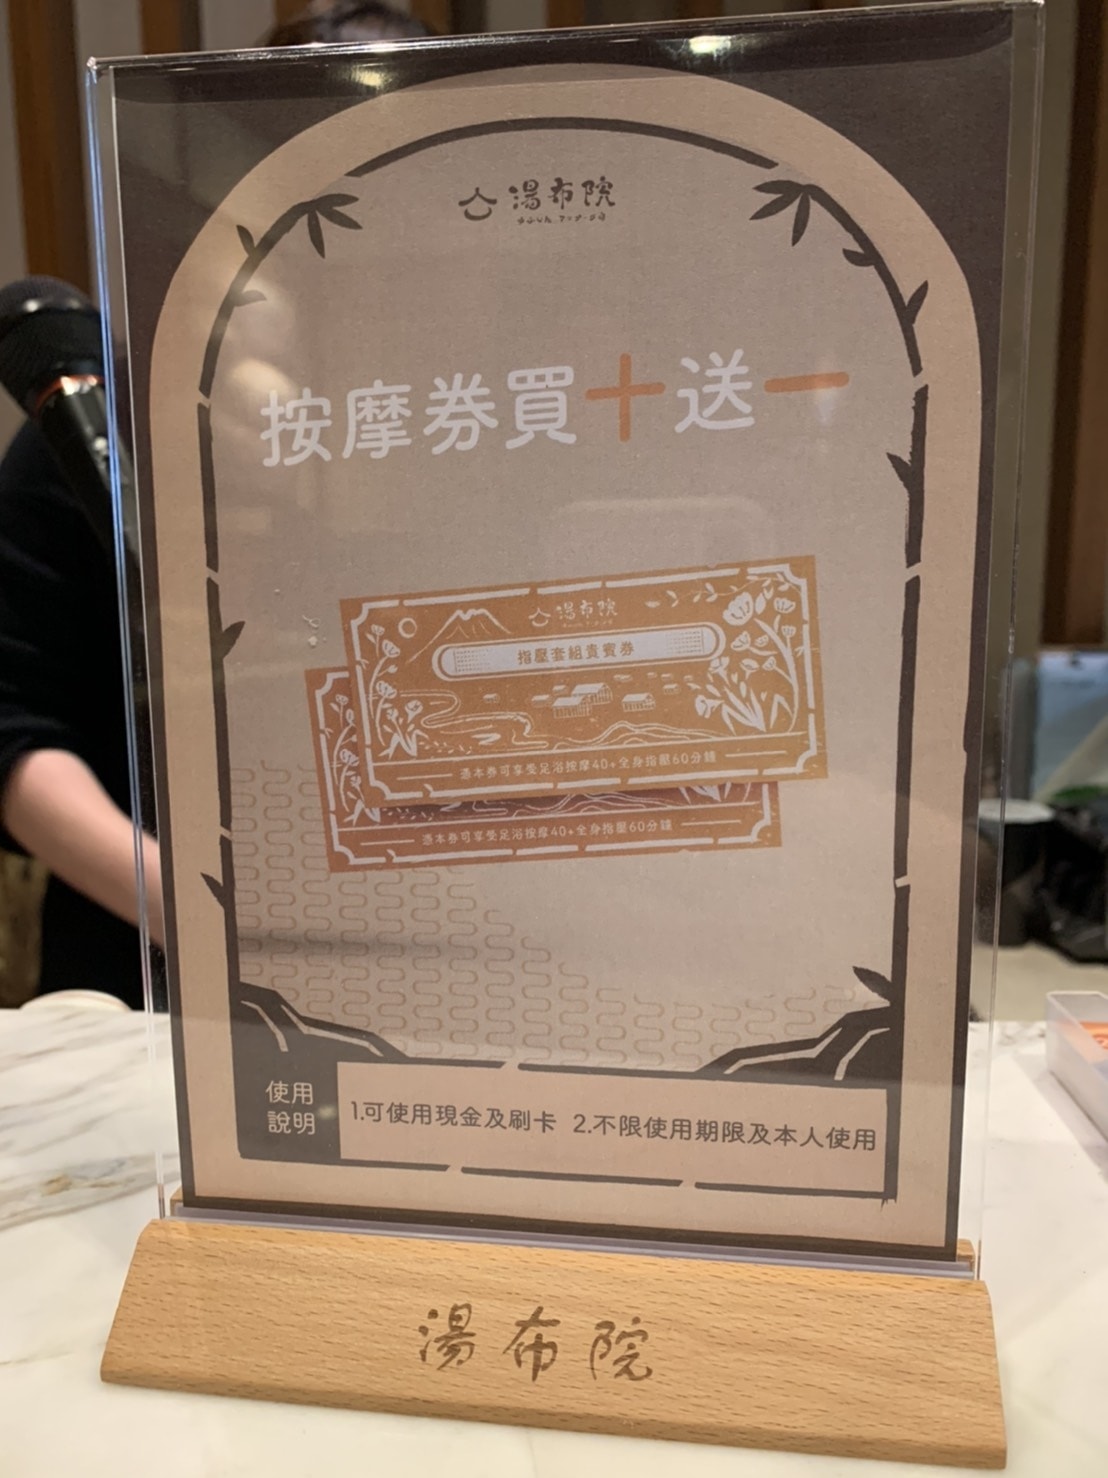 湯布院
按摩券買十送一
湯布院
指壓套組貴賓券
憑本券可享受足浴按摩40+全身指壓60分鐘
憑本券可享受足浴按摩40+全身指壓60分鐘
使用
說明
1.可使用現金及刷卡 2.不限使用期限及本人使用
湯布院